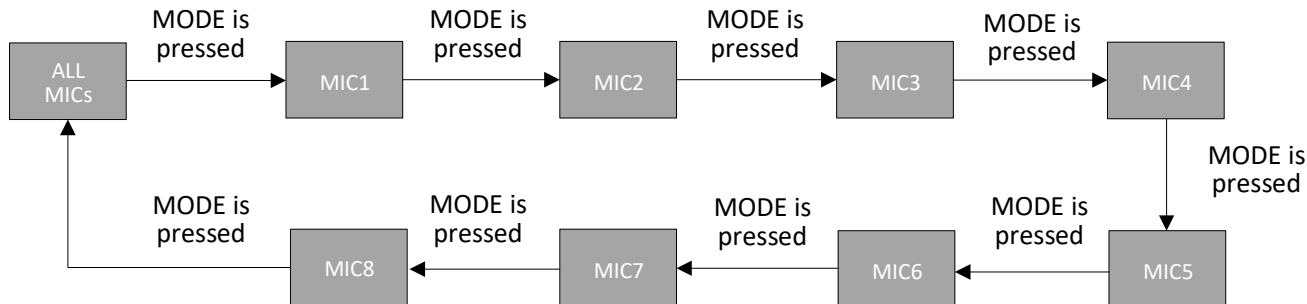 MODE is
pressed
MODE is
pressed
MODE is
pressed
MODE is
pressed
ALL
MICs
MIC1
MIC2
MIC3
MIC4
MODE is
pressed
MODE is
pressed
MODE is
pressed
MODE is
pressed
MODE is
pressed
MIC8
MIC7
MIC6
MIC5